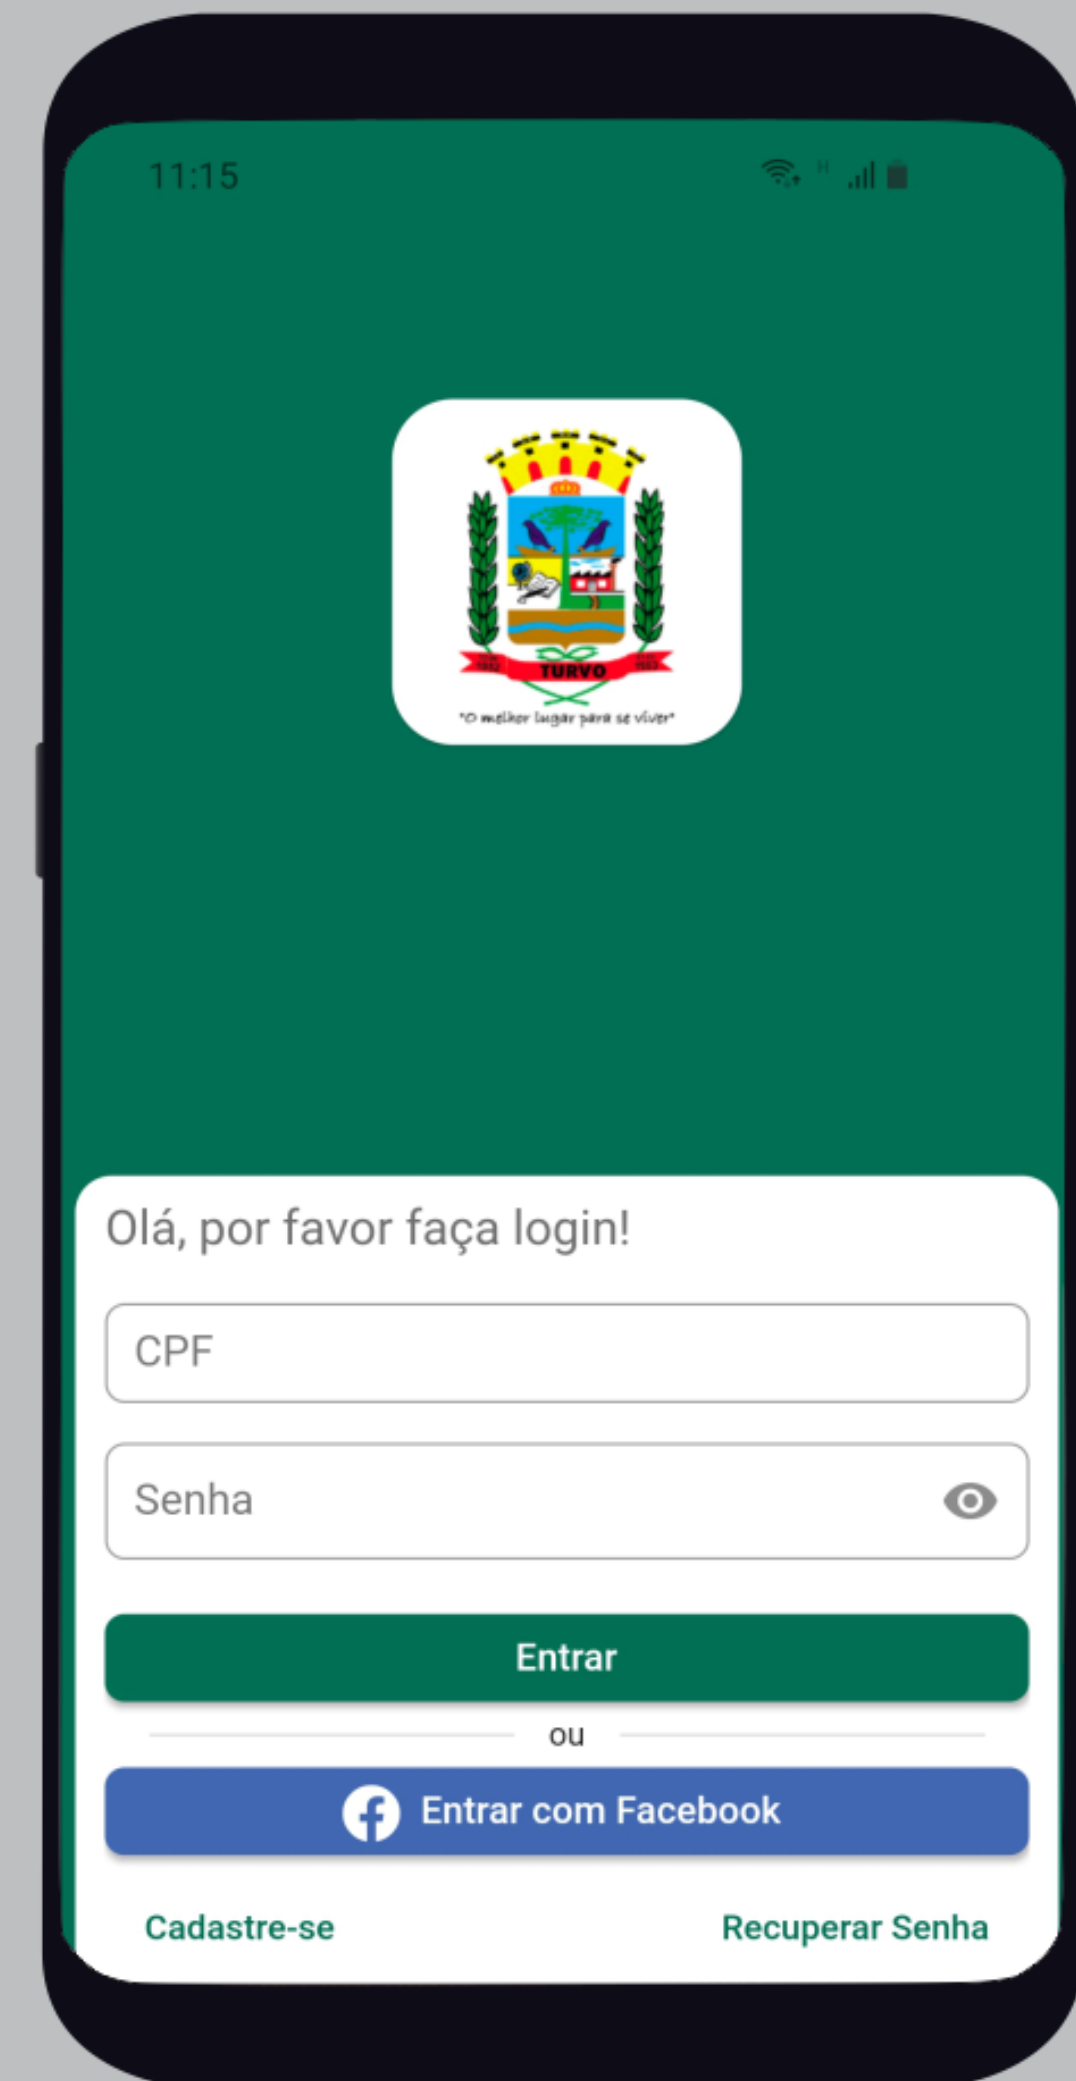 11:15
H
TURVO
"O melhor lugar para se viver"
Olá, por favor faça login!
CPF
Senha
Entrar
ou
Entrar com Facebook
Cadastre-se
Recuperar Senha